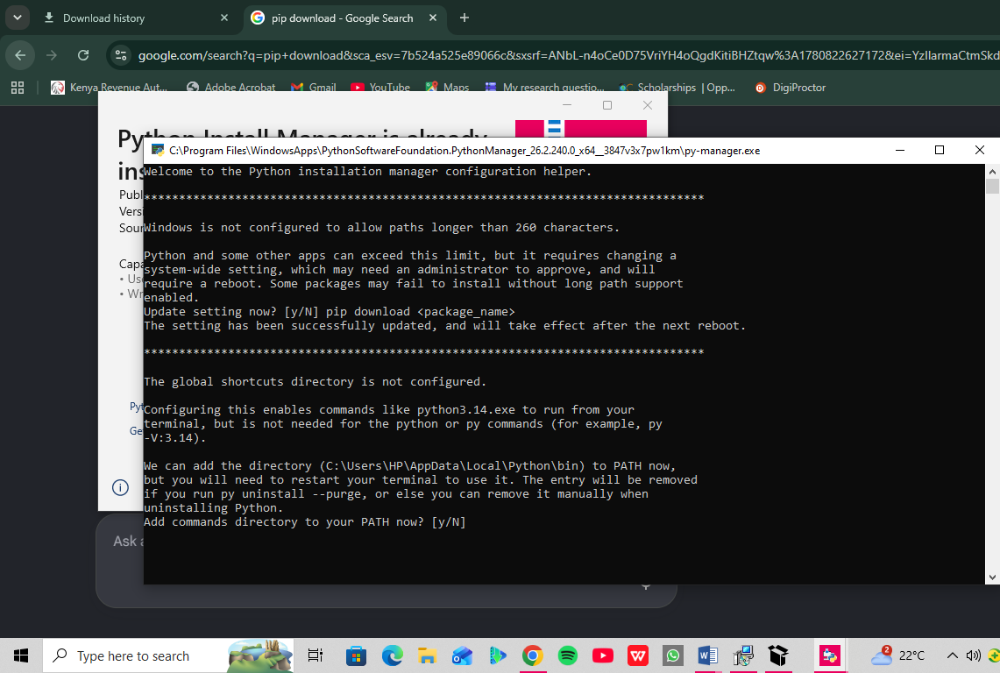 Download history
pip download - Google Search
google.com/search?q=pip+download&sca_esv=7b524a525e89066c&sxsrf=ANbL-n4oCe0D75VriYH4oQgdKitiBHZtqw%3A1780822627172&ei=YzIlarmaCtmSkd
Kenya Revenue Aut...
Adobe Acrobat
Gmail
YouTube
Maps
My research questio...
Scholarships | Opp...
DigiProctor
Python Install Manager is already
C:\Program Files\WindowsApps\PythonSoftwareFoundation.PythonManager_26.2.240.0_x64__3847v3x7pw1km\py-manager.exe
Welcome to the Python installation manager configuration helper.
********************************************************************************
Windows is not configured to allow paths longer than 260 characters.
Python and some other apps can exceed this limit, but it requires changing a
system-wide setting, which may need an administrator to approve, and will
require a reboot. Some packages may fail to install without long path support
enabled.
Update setting now? [y/N] pip download <package_name>
The setting has been successfully updated, and will take effect after the next reboot.
********************************************************************************
The global shortcuts directory is not configured.
Configuring this enables commands like python3.14.exe to run from your
terminal, but is not needed for the python or py commands (for example, py
-V:3.14).
We can add the directory (C:\Users\HP\AppData\Local\Python\bin) to PATH now,
but you will need to restart your terminal to use it. The entry will be removed
if you run py uninstall --purge, or else you can remove it manually when
uninstalling Python.
Add commands directory to your PATH now? [y/N]
Ask
Type here to search
2
22°C